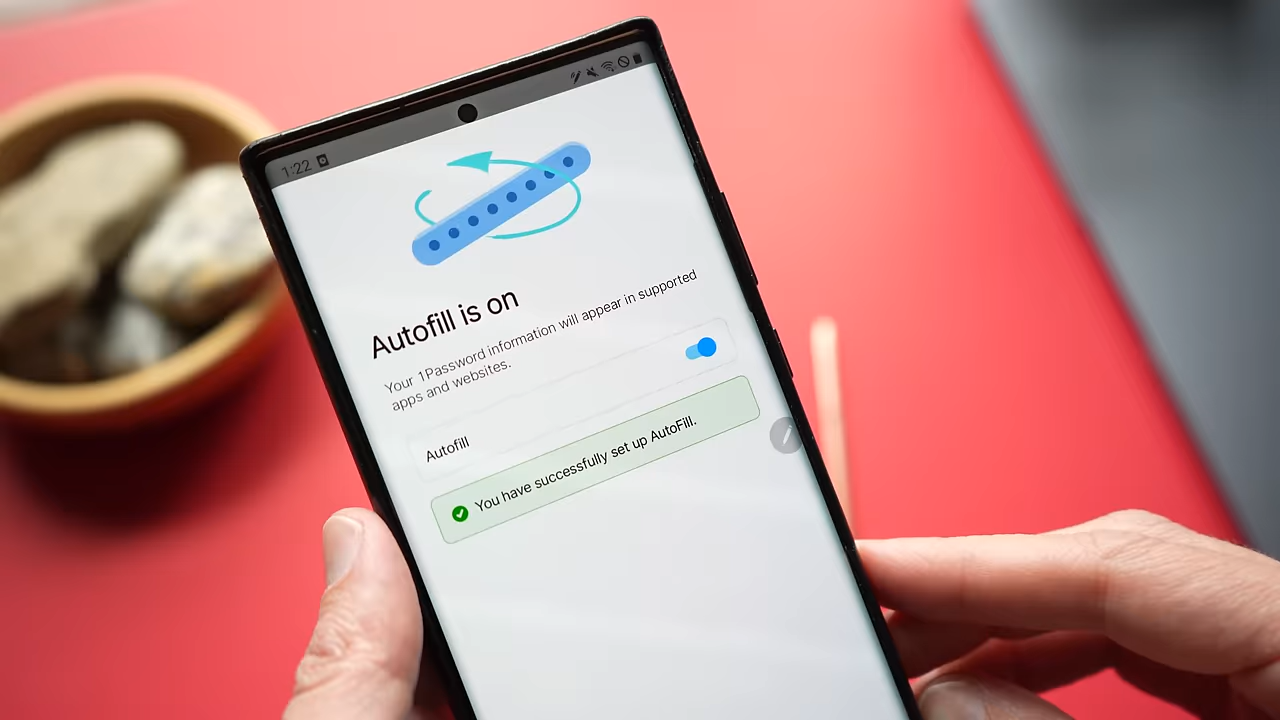 1:22
Autofill is on
Your 1Password information will appear in supported
apps and websites.
Autofill
You have successfully set up AutoFill.